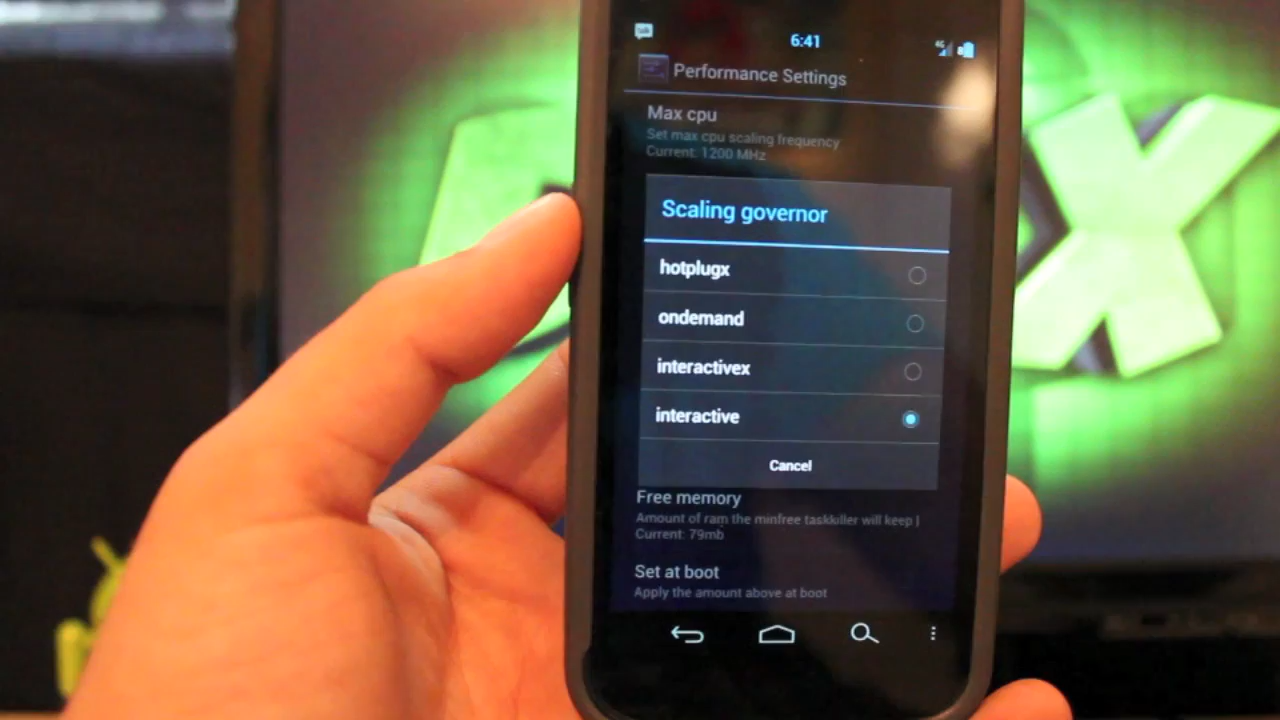 6:41
4G
Performance Settings
Max cpu
Set max cpu scaling frequency
Current: 1200 MHz
Scaling governor
hotplugx
ondemand
interactivex
interactive
Cancel
Free memory
Amount of ram the minfree taskkiller will keep
Current: 79mb
Set at boot
Apply the amount above at boot
X